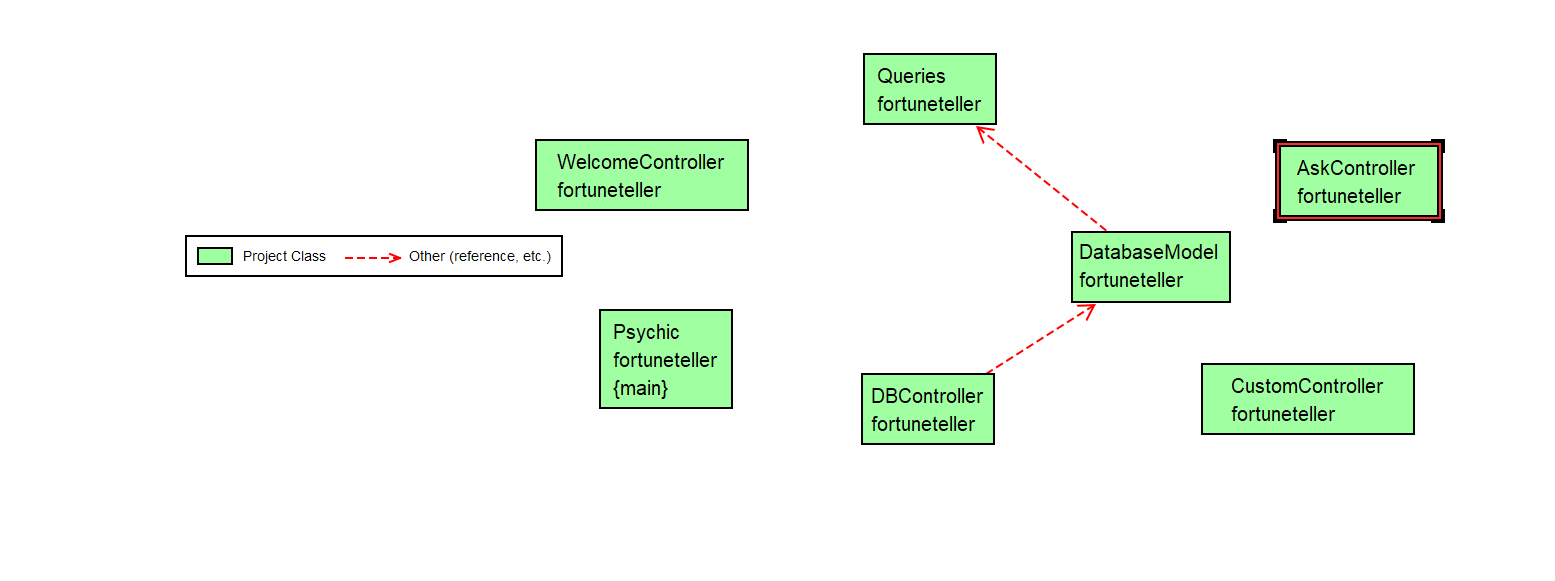 Queries
fortuneteller
WelcomeController
fortuneteller
AskController
fortuneteller
Project Class
Other (reference, etc.)
DatabaseModel
fortuneteller
Psychic
fortuneteller
{main}
DBController
fortuneteller
CustomController
fortuneteller